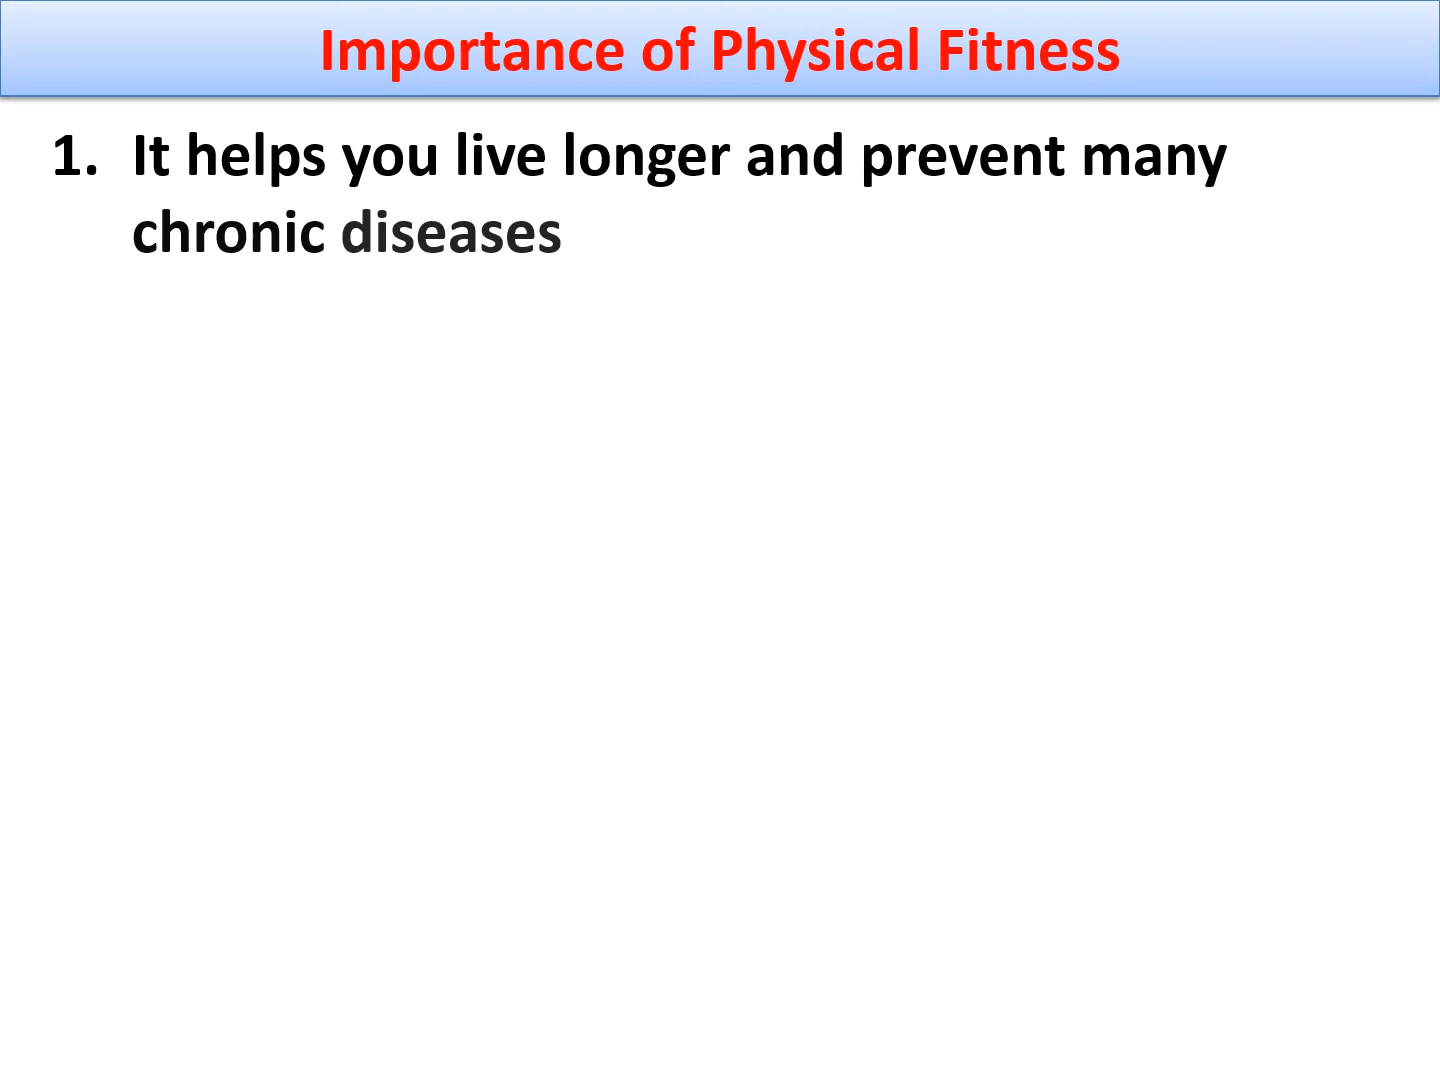 Importance of Physical Fitness
1. It helps you live longer and prevent many
chronic diseases